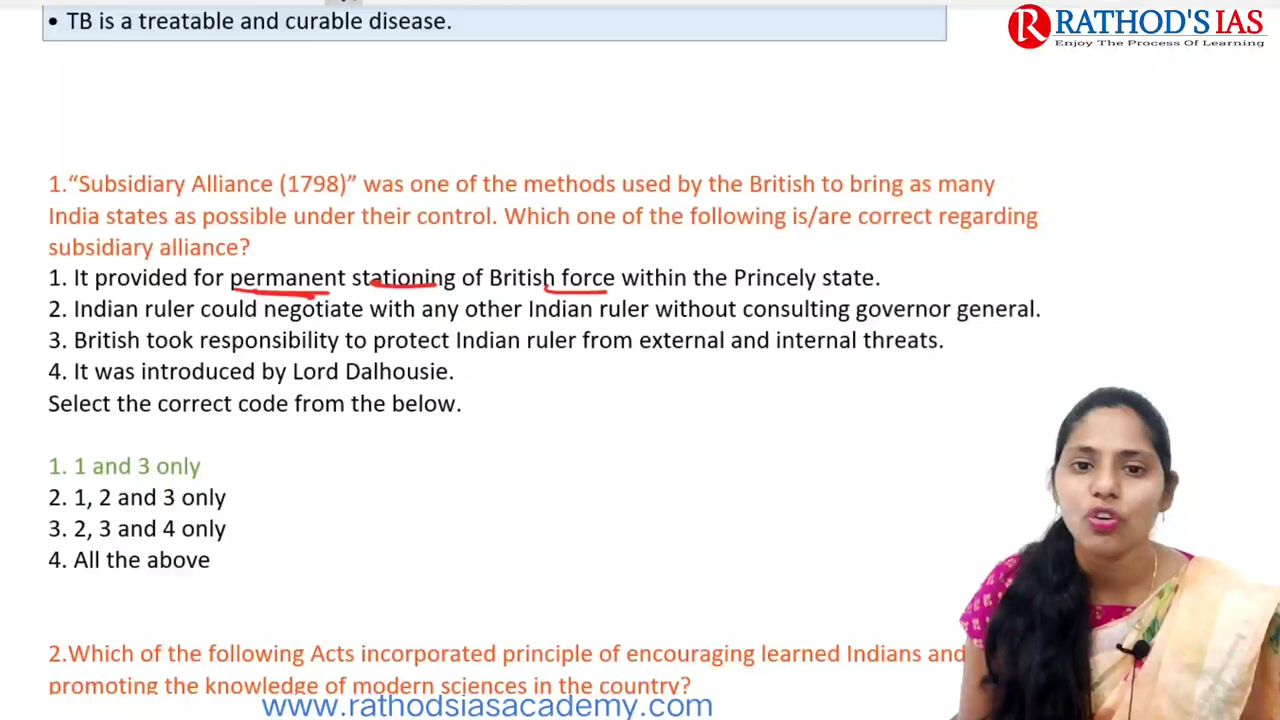 • TB is a treatable and curable disease.
R RATHOD'S IAS
Enjoy The Process Of Learning
1.“Subsidiary Alliance (1798)” was one of the methods used by the British to bring as many
India states as possible under their control. Which one of the following is/are correct regarding
subsidiary alliance?
1. It provided for permanent stationing of British force within the Princely state.
2. Indian ruler could negotiate with any other Indian ruler without consulting governor general.
3. British took responsibility to protect Indian ruler from external and internal threats.
4. It was introduced by Lord Dalhousie.
Select the correct code from the below.
1. 1 and 3 only
2. 1, 2 and 3 only
3. 2, 3 and 4 only
4. All the above
2.Which of the following Acts incorporated principle of encouraging learned Indians and
promoting the knowledge of modern sciences in the country?
www.rathodsiasacademy.com